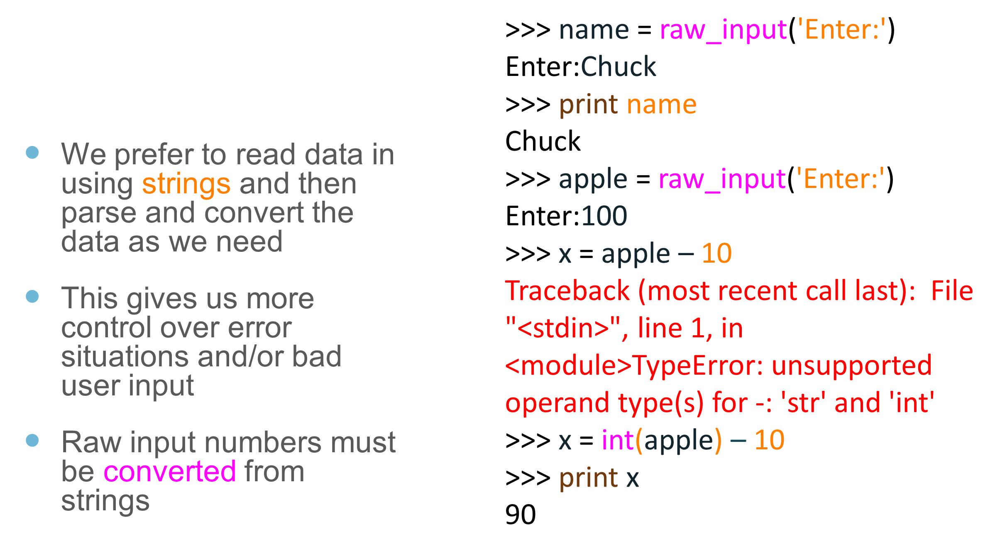 We prefer to read data in
using strings and then
parse and convert the
data as we need
This gives us more
control over error
situations and/or bad
user input
Raw input numbers must
be converted from
strings
>>> name = raw_input('Enter:')
Enter:Chuck
>>> print name
Chuck
>>> apple = raw_input('Enter:')
Enter:100
>>> x = apple – 10
Traceback (most recent call last):  File
"<stdin>", line 1, in
<module>TypeError: unsupported
operand type(s) for -: 'str' and 'int'
>>> x = int(apple) – 10
>>> print x
90